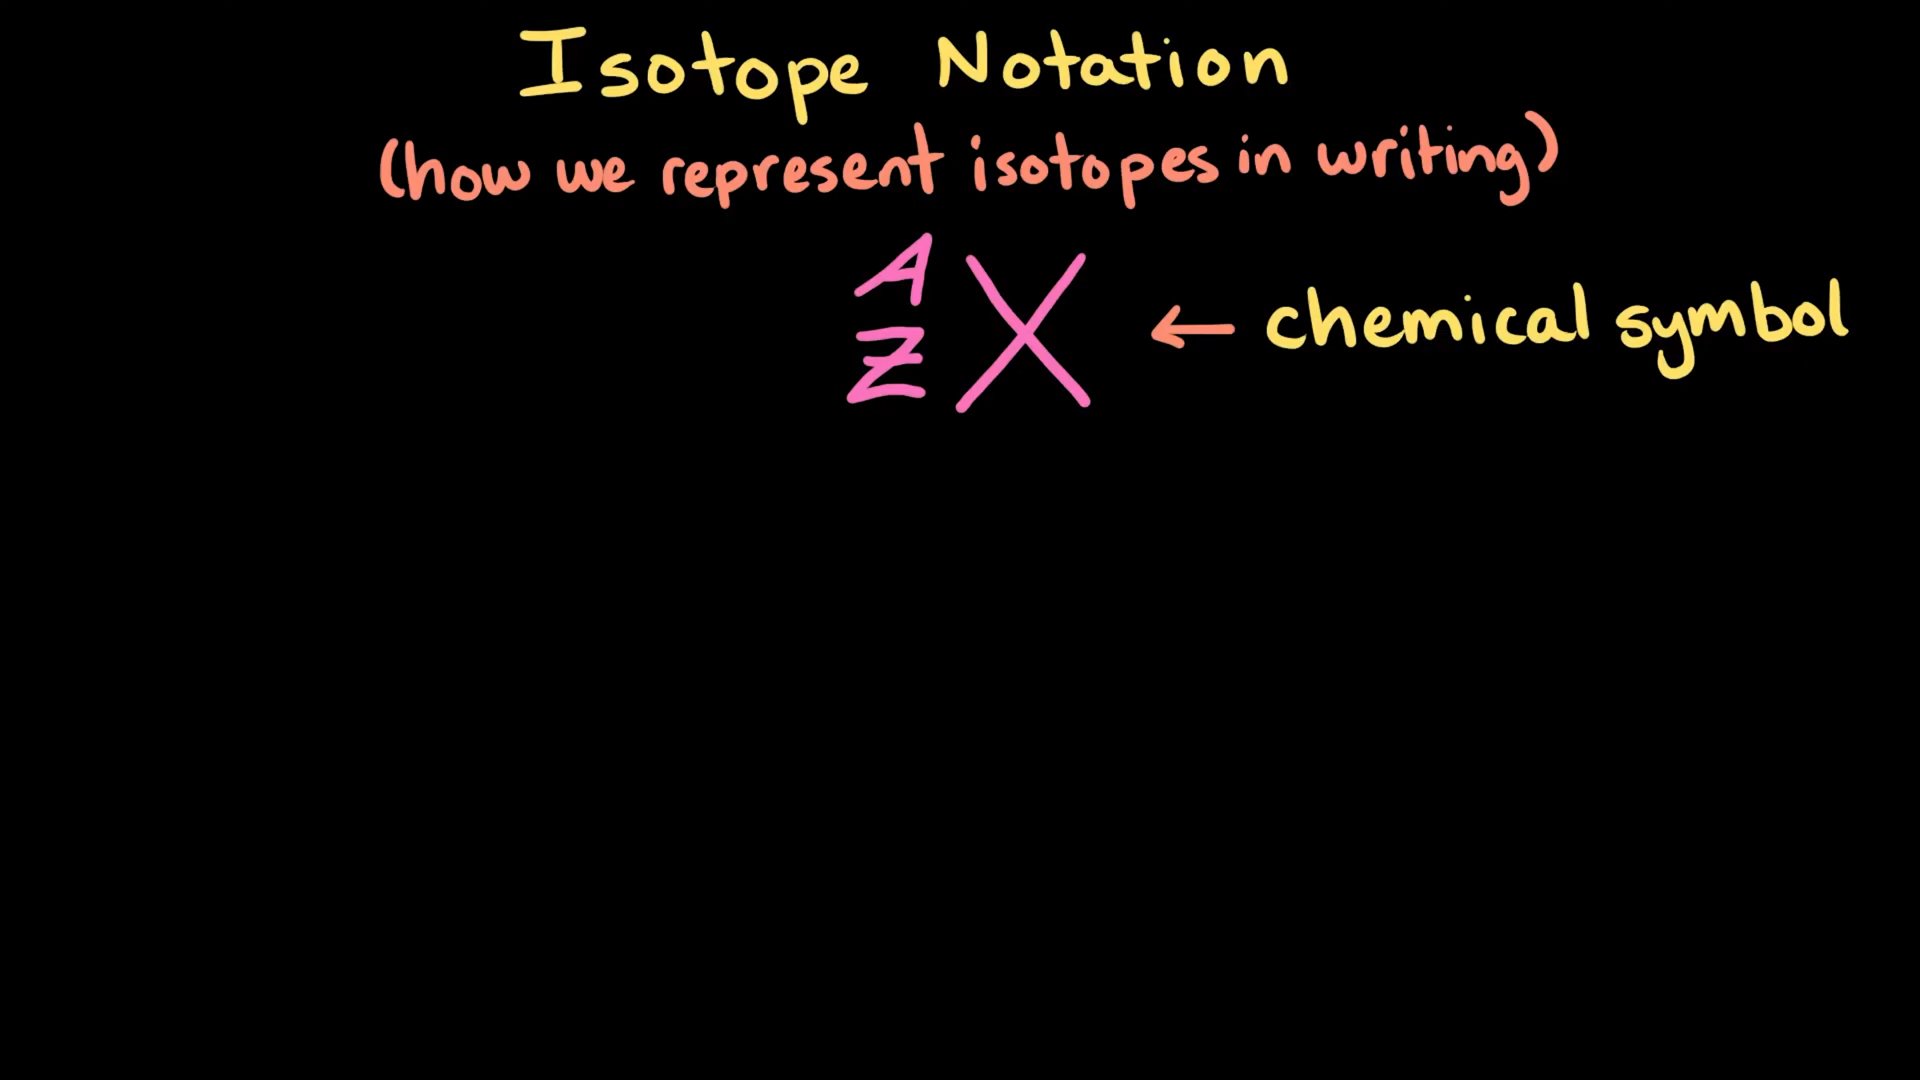 Isotope Notation
(how we represent isotopes in writing)
A
Z X ← chemical symbol